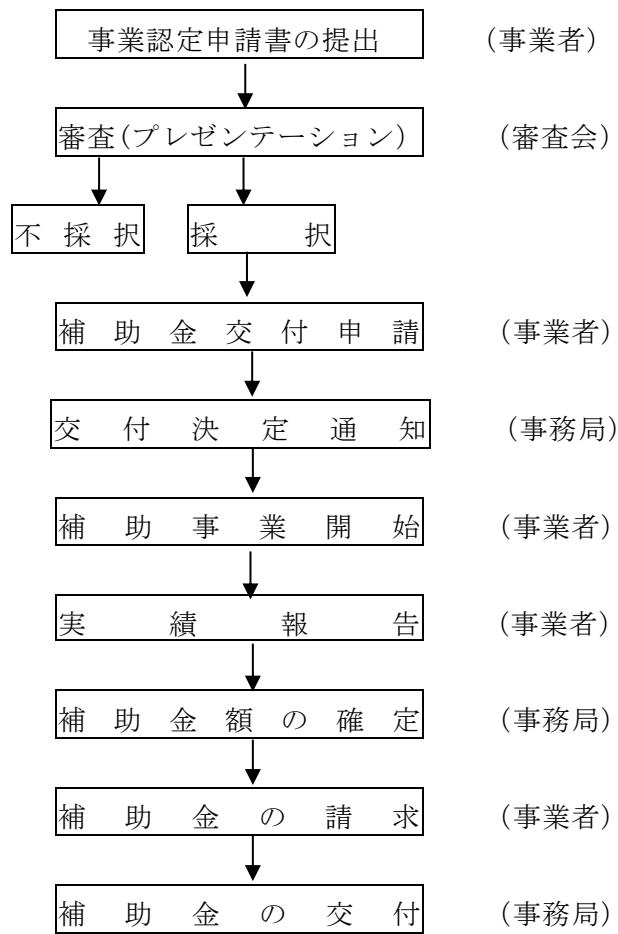 事業認定申請書の提出 (事業者)
審査(プレゼンテーション) (審査会)
不採択 採択
補助金交付申請 (事業者)
交付決定通知 (事務局)
補助事業開始 (事業者)
実績報告 (事業者)
補助金額の確定 (事務局)
補助金の請求 (事業者)
補助金の交付 (事務局)